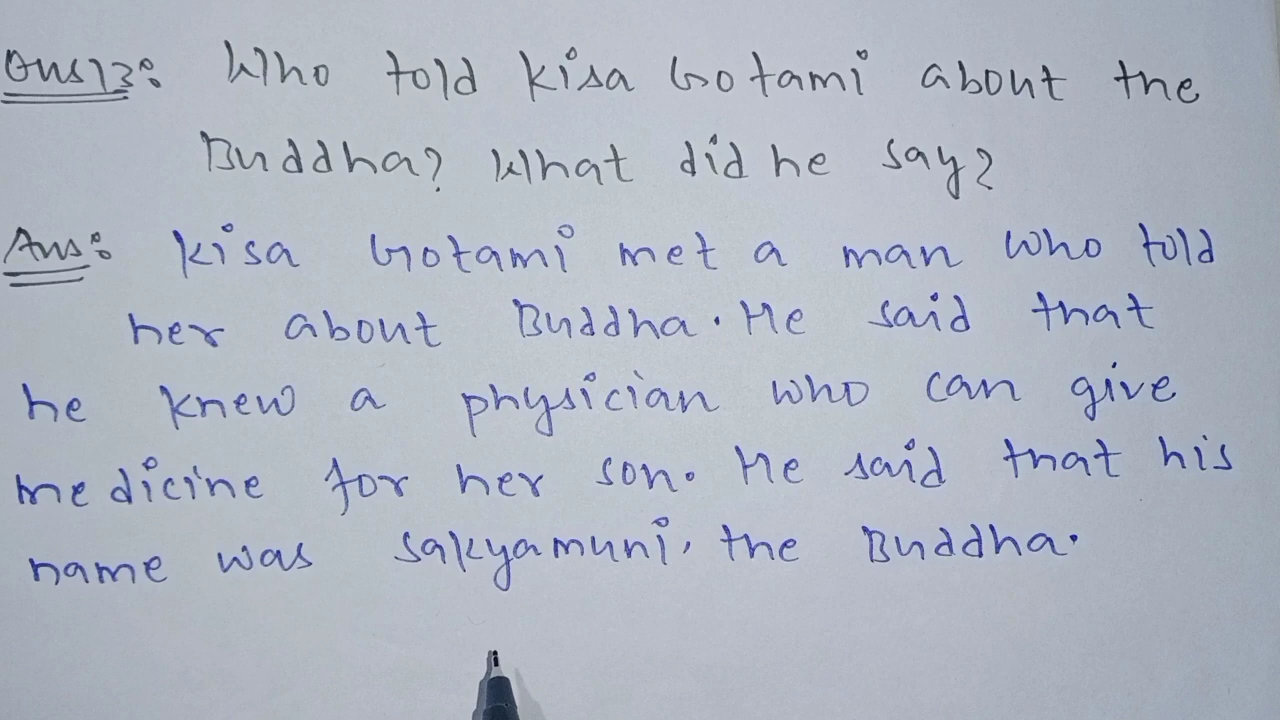 Qus13: Who told Kisa Gotami about the
Buddha? What did he say?
Ans: Kisa Gotami met a man who told
her about Buddha. He said that
he knew a physician who can give
medicine for her son. He said that his
name was Sakyamuni, the Buddha.